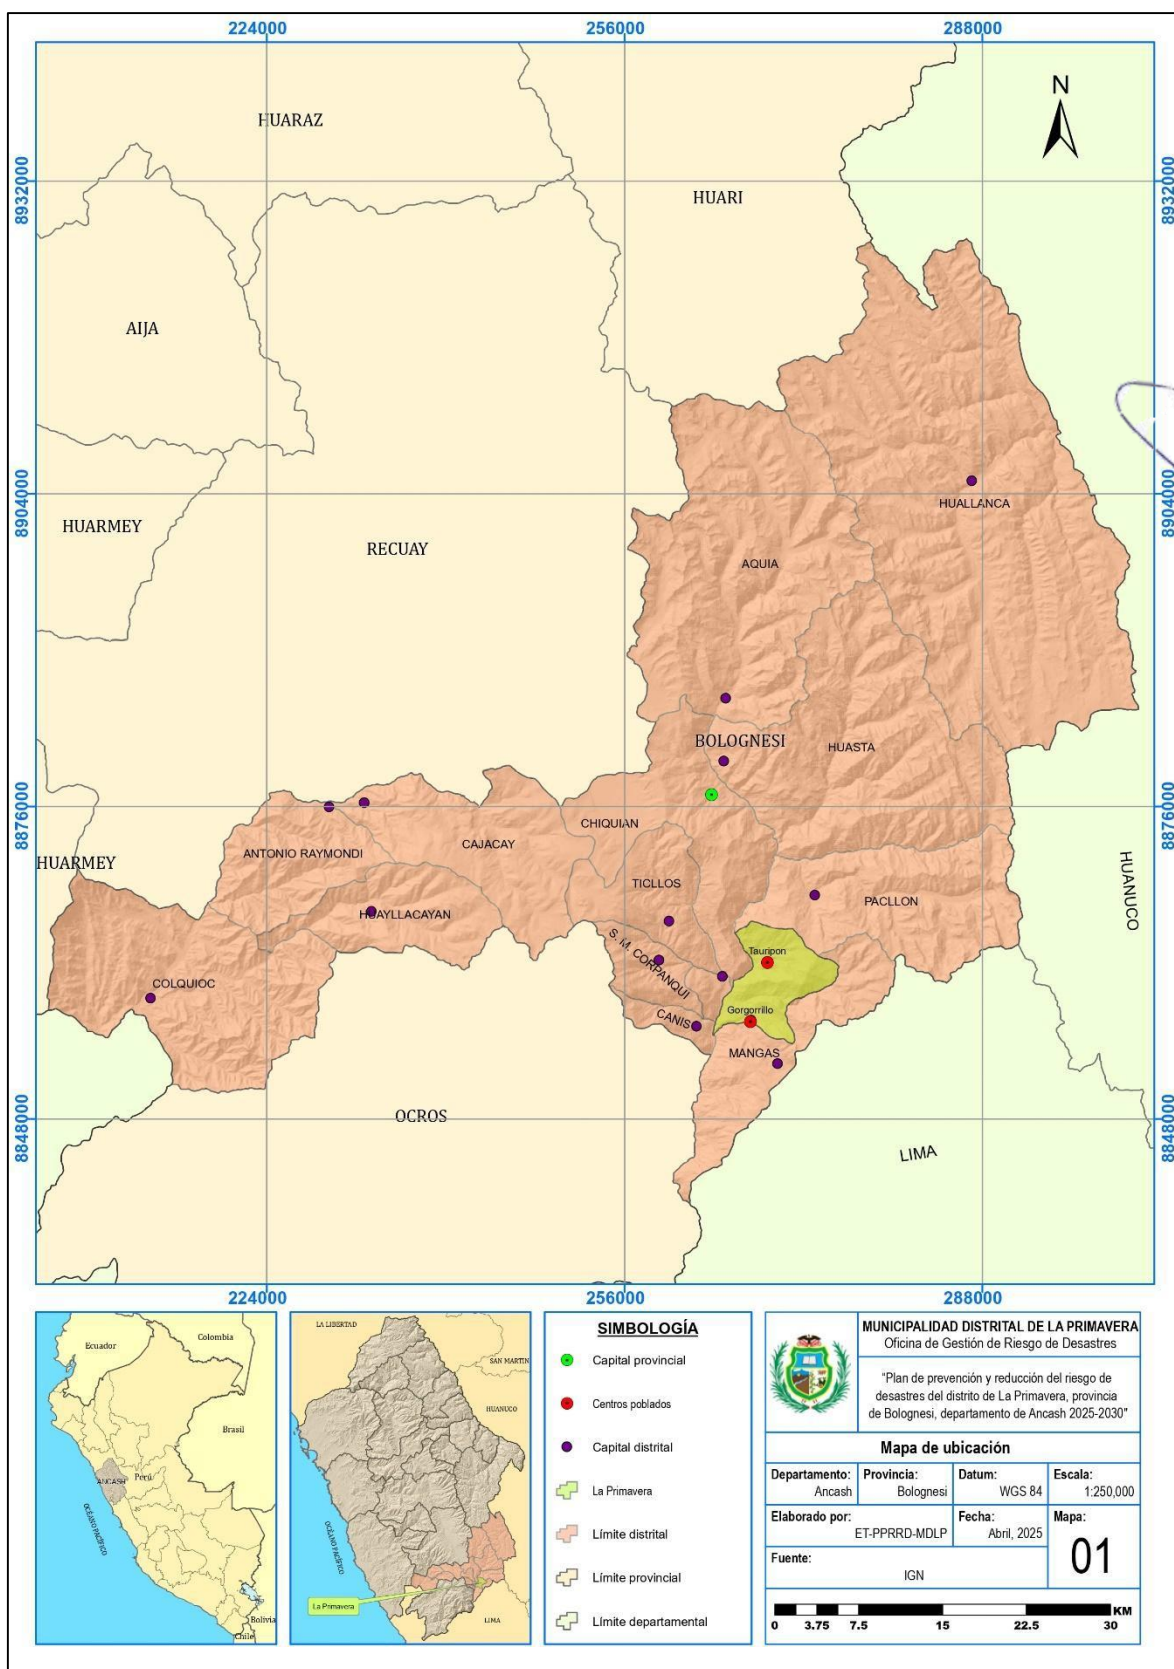 224000
256000
288000
N
8932000
8932000
HUARAZ
HUARI
AIJA
8904000
8904000
HUALLANCA
HUARMEY
RECUAY
AQUIA
BOLOGNESI
HUASTA
8876000
8876000
CHIQUIAN
CAJACAY
ANTONIO RAYMONDI
HUARMEY
HUANUCO
TICLLOS
PACLLON
HUAYLLACAYAN
Tauripon
S. M. CORPANQUI
COLQUIOC
Gorgorrillo
CANIS
MANGAS
8848000
8848000
OCROS
LIMA
224000
256000
288000
Ecuador
Colombia
Brasil
ANCASH
Perú
OCÉANO PACÍFICO
Bolivia
Chile
LA LIBERTAD
SAN MARTIN
HUANUCO
OCÉANO PACÍFICO
La Primavera
LIMA
SIMBOLOGÍA
Capital provincial
Centros poblados
Capital distrital
La Primavera
Límite distrital
Límite provincial
Límite departamental
MUNICIPALIDAD DISTRITAL DE LA PRIMAVERA
Oficina de Gestión de Riesgo de Desastres
"Plan de prevención y reducción del riesgo de
desastres del distrito de La Primavera, provincia
de Bolognesi, departamento de Ancash 2025-2030"
Mapa de ubicación
Departamento: Provincia: Datum: Escala:
Ancash Bolognesi WGS 84 1:250,000
Elaborado por: Fecha: Mapa:
ET-PPRRD-MDLP Abril, 2025
01
Fuente:
IGN
KM
0 3.75 7.5 15 22.5 30